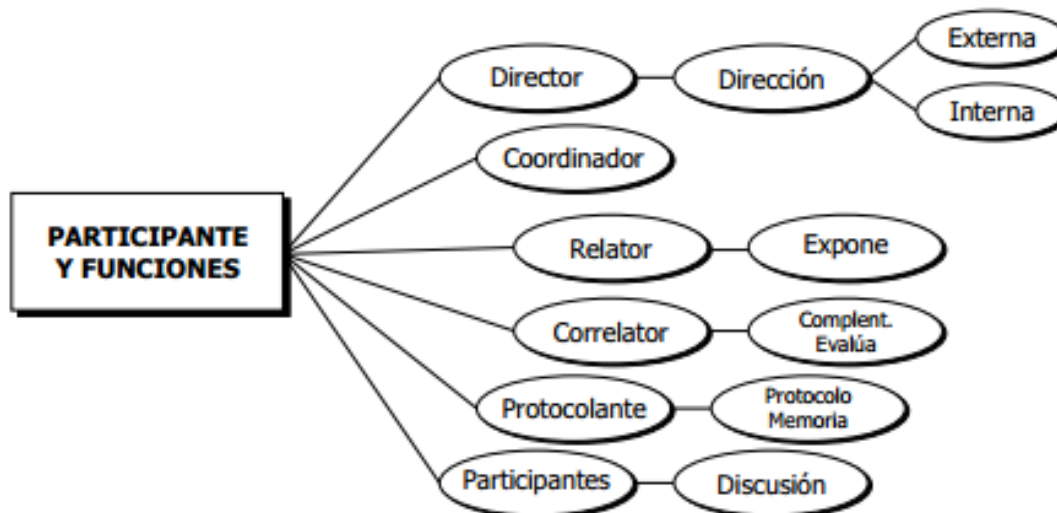 Externa
Director
Dirección
Interna
Coordinador
PARTICIPANTE
Y FUNCIONES
Relator
Expone
Correlator
Complent.
Evalúa
Protocolante
Protocolo
Memoria
Participantes
Discusión